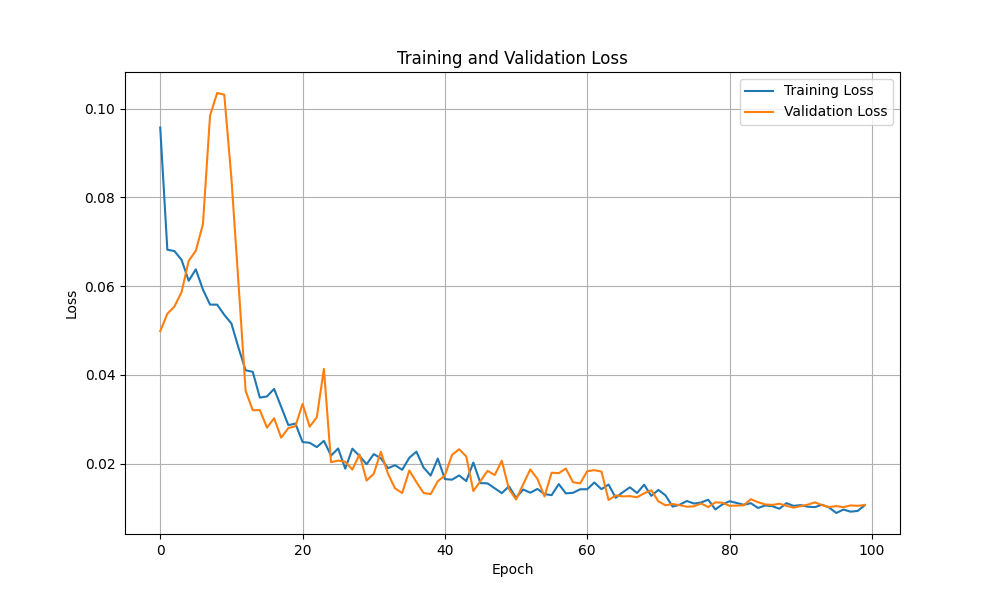 Training and Validation Loss
Training Loss
Validation Loss
0.10
0.08
0.06
0.04
0.02
Loss
0
20
40
60
80
100
Epoch